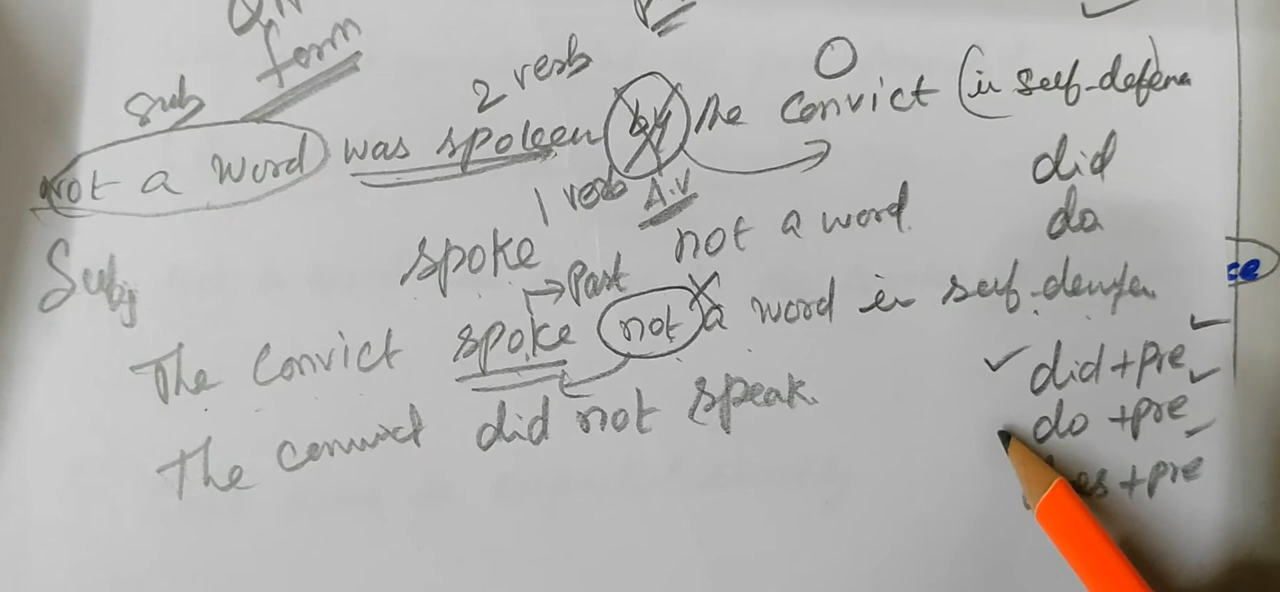 form
sub
2 verb
O
not a word was spoken by the convict (in self-defence)
1 verb A.V
did
do
Subj
spoke not a word.
Past
The convict spoke not a word in self-
did + pre
The convict did not speak.
do + pre
+ pre